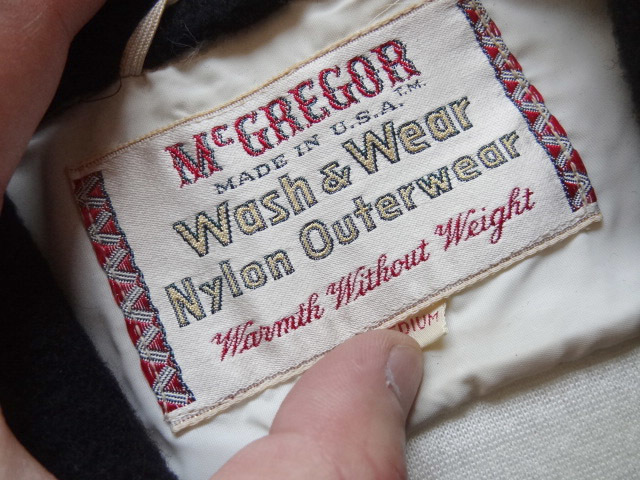 McGREGOR
MADE IN U.S.A. T.M.
Wash & Wear
Nylon Outerwear
Warmth Without Weight